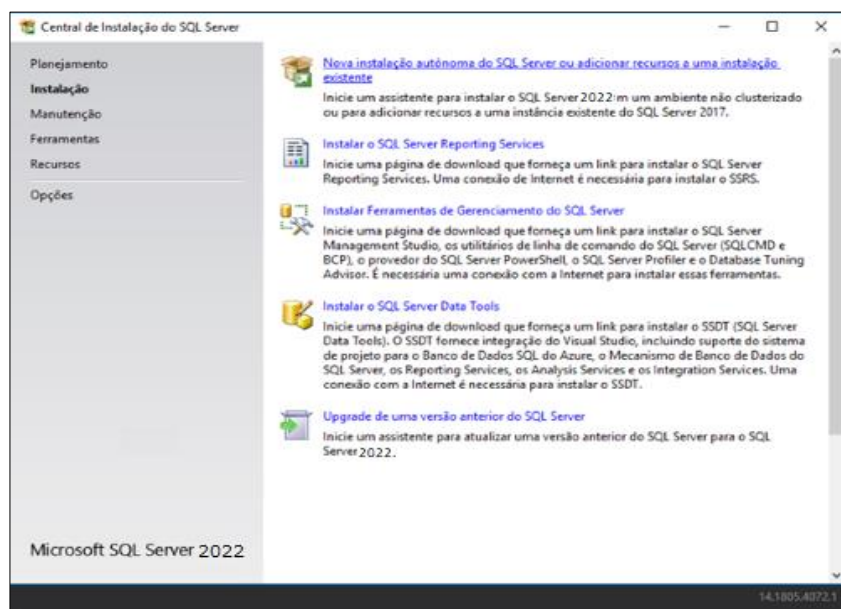 Central de Instalação do SQL Server
Planejamento
Instalação
Manutenção
Ferramentas
Recursos
Opções
Nova instalação autônoma do SQL Server ou adicionar recursos a uma instalação
existente
Inicie um assistente para instalar o SQL Server 2022 m um ambiente não clusterizado
ou para adicionar recursos a uma instância existente do SQL Server 2017.
Instalar o SQL Server Reporting Services
Inicie uma página de download que forneça um link para instalar o SQL Server
Reporting Services. Uma conexão de Internet é necessária para instalar o SSRS.
Instalar Ferramentas de Gerenciamento do SQL Server
Inicie uma página de download que forneça um link para instalar o SQL Server
Management Studio, os utilitários de linha de comando do SQL Server (SQLCMD e
BCP), o provedor do SQL Server PowerShell, o SQL Server Profiler e o Database Tuning
Advisor. É necessária uma conexão com a Internet para instalar essas ferramentas.
Instalar o SQL Server Data Tools
Inicie uma página de download que forneça um link para instalar o SSDT (SQL Server
Data Tools). O SSDT fornece integração do Visual Studio, incluindo suporte do sistema
de projeto para o Banco de Dados SQL do Azure, o Mecanismo de Banco de Dados do
SQL Server, os Reporting Services, os Analysis Services e os Integration Services. Uma
conexão com a Internet é necessária para instalar o SSDT.
Upgrade de uma versão anterior do SQL Server
Inicie um assistente para atualizar uma versão anterior do SQL Server para o SQL
Server 2022.
Microsoft SQL Server 2022
14.1805.4072.1